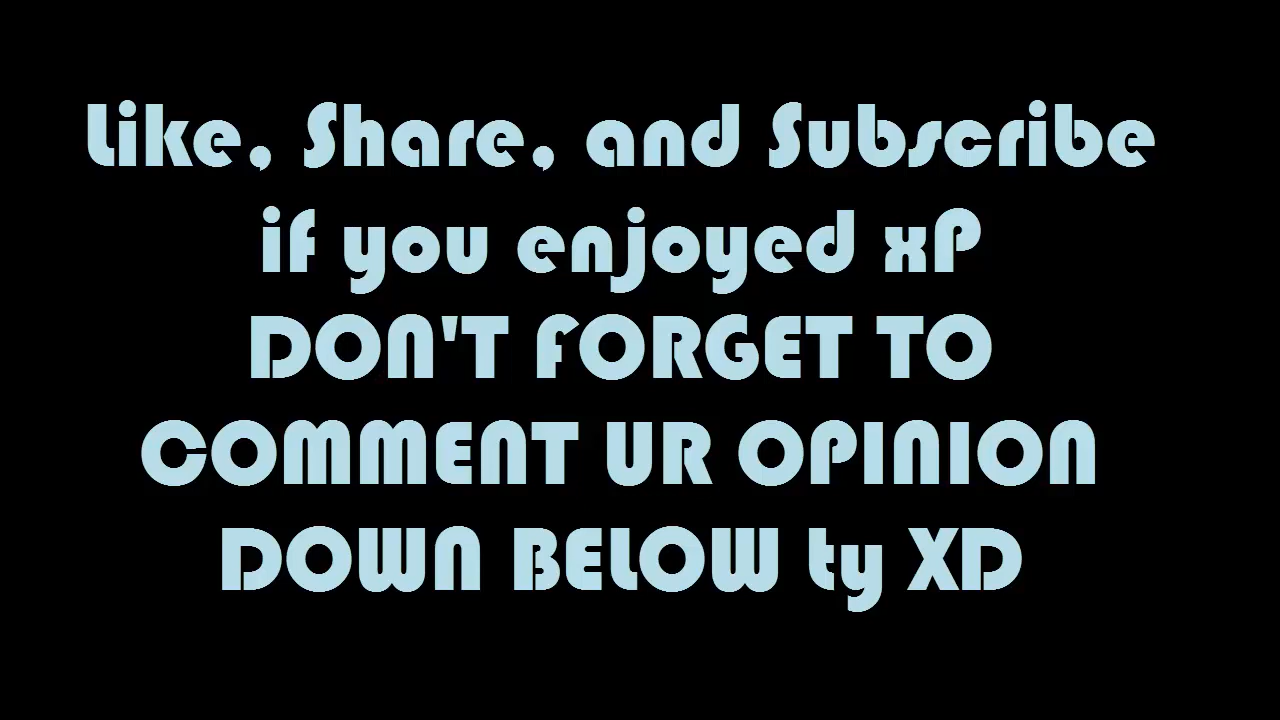 Like, Share, and Subscribe
if you enjoyed xP
DON'T FORGET TO
COMMENT UR OPINION
DOWN BELOW ty XD